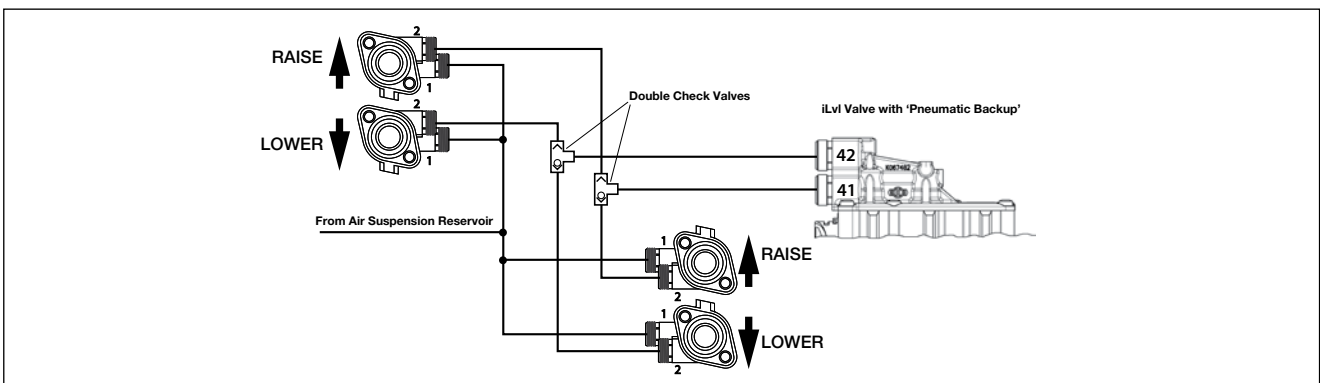 2
RAISE
1
2
LOWER
1
Double Check Valves
iLvl Valve with 'Pneumatic Backup'
42
K067462
41
From Air Suspension Reservoir
1
RAISE
2
1
LOWER
2